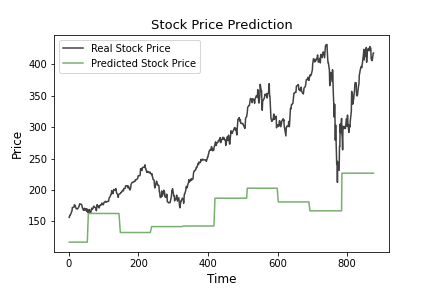 Stock Price Prediction
Real Stock Price
Predicted Stock Price
Price
400
350
300
250
200
150
0 200 400 600 800
Time